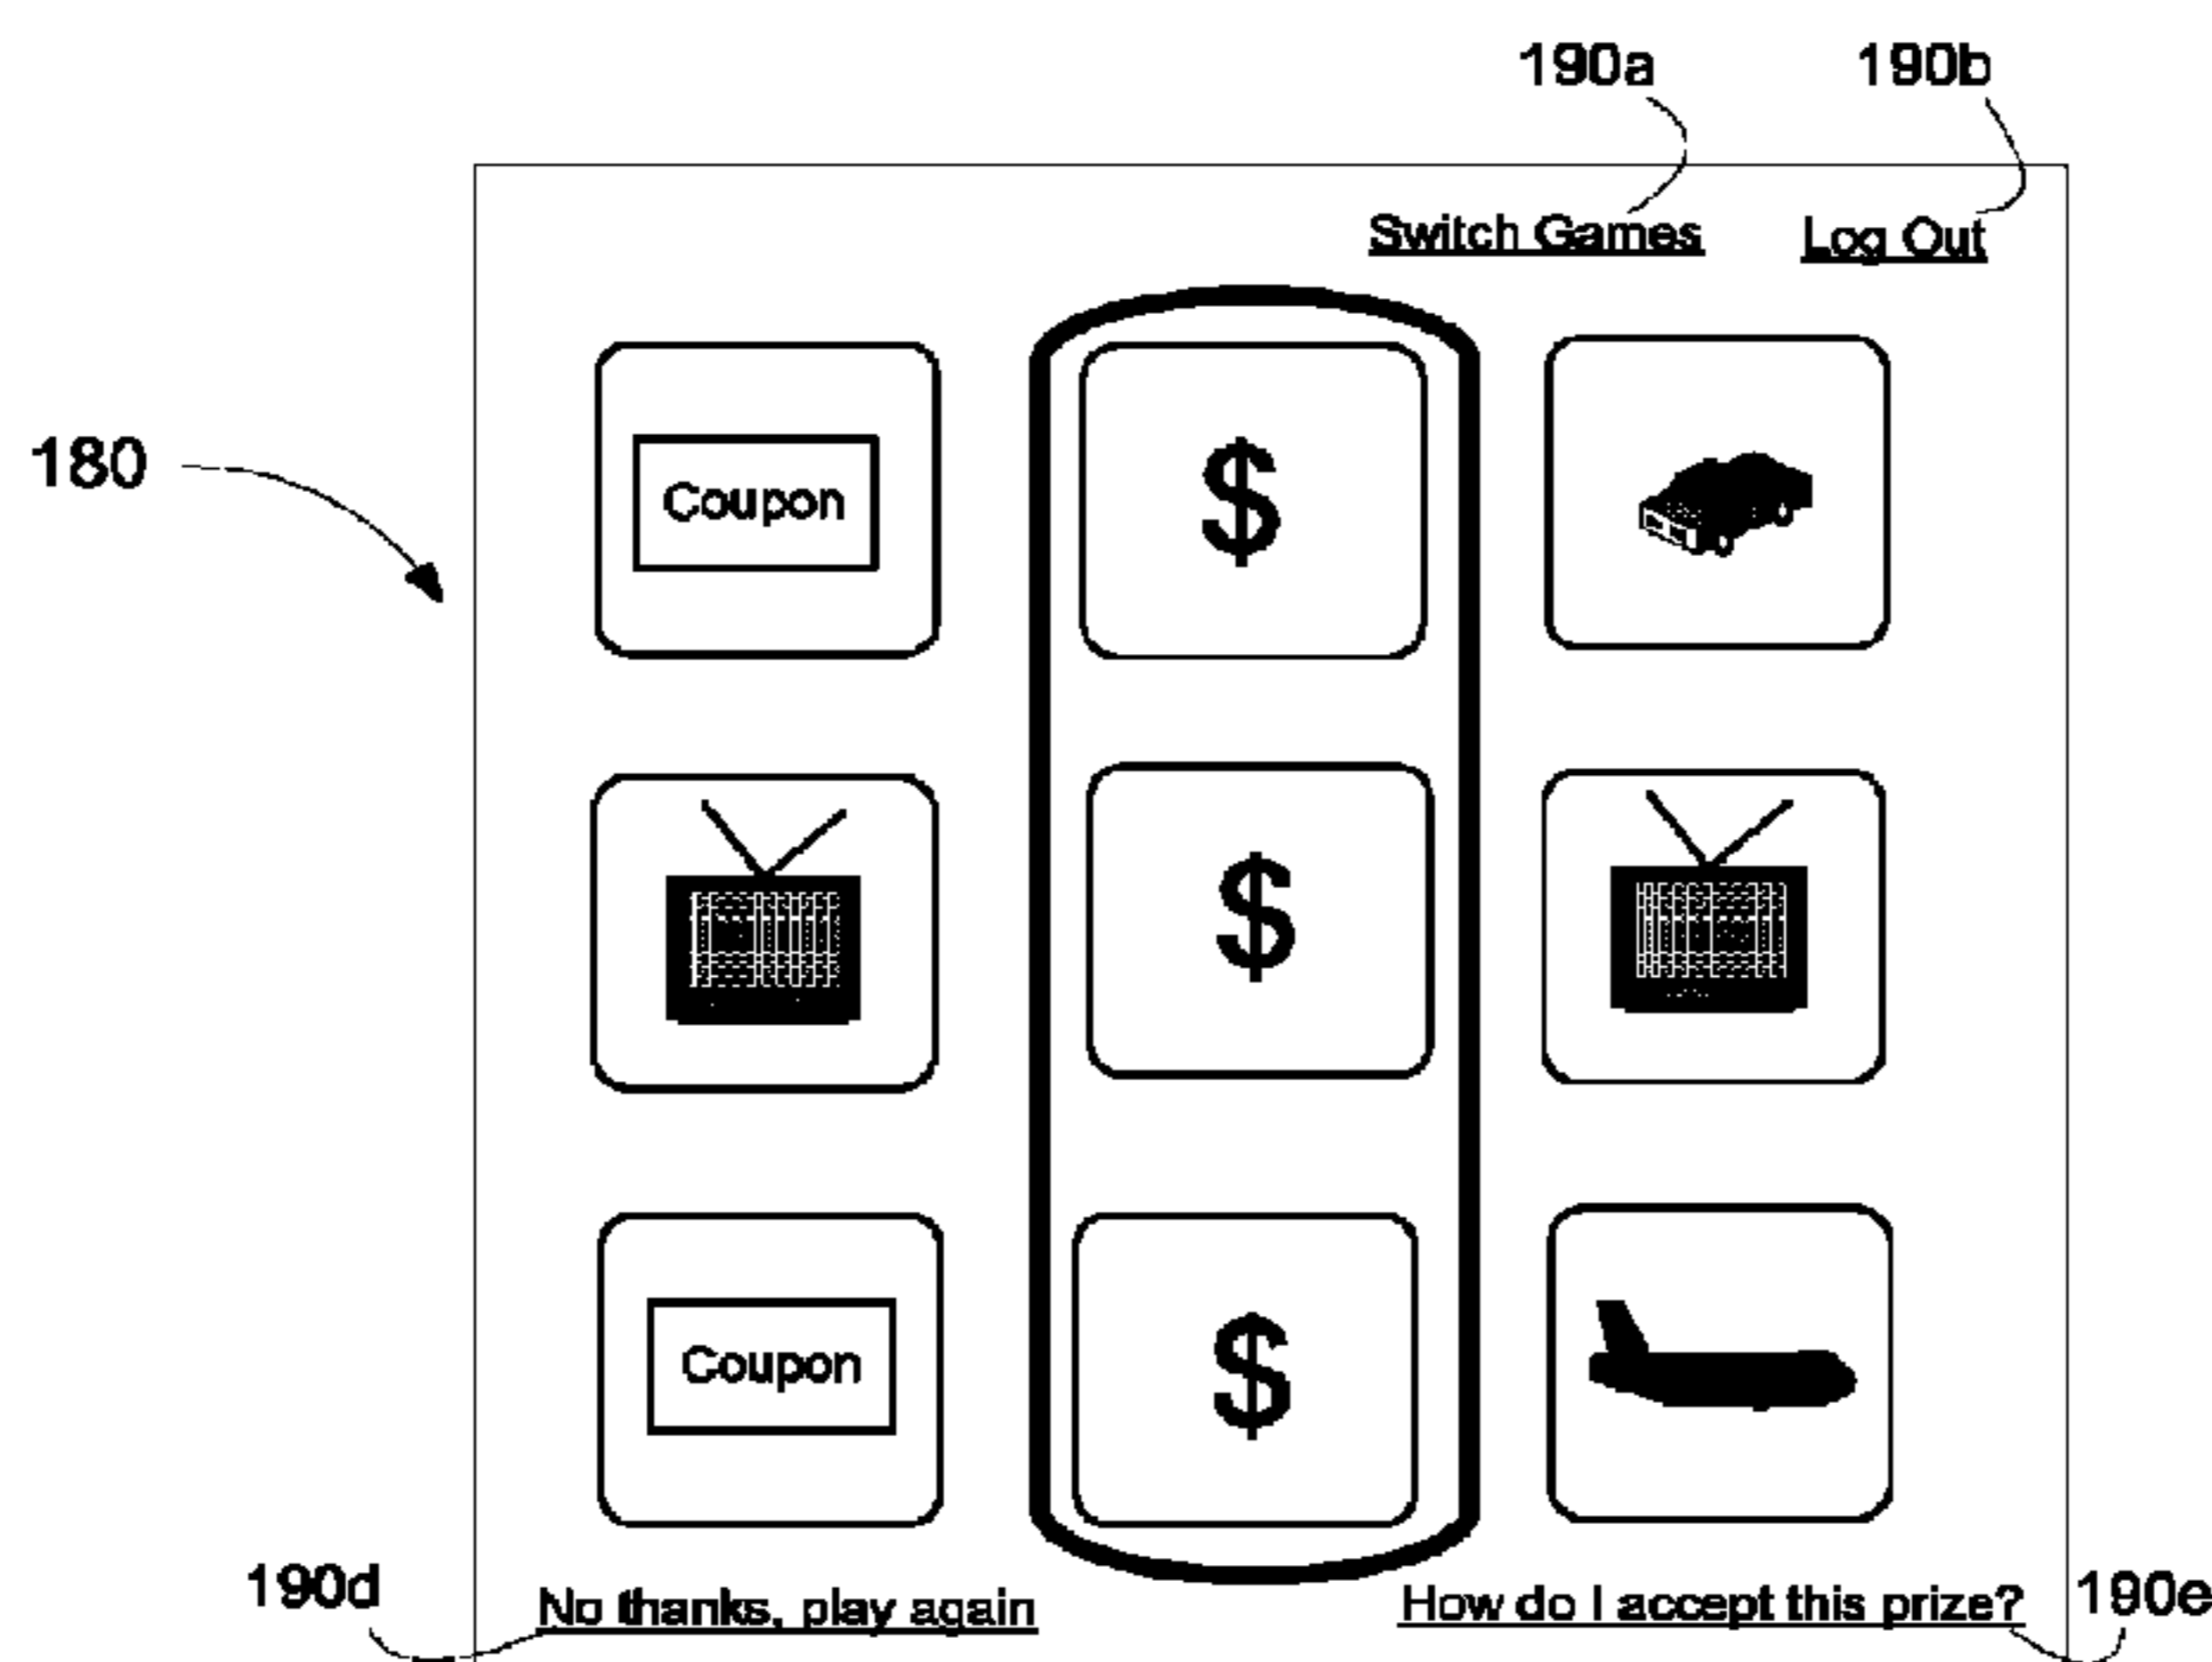 190a 190b
Switch Games Log Out
180
Coupon $
$
Coupon $
190d No thanks, play again How do I accept this prize? 190e